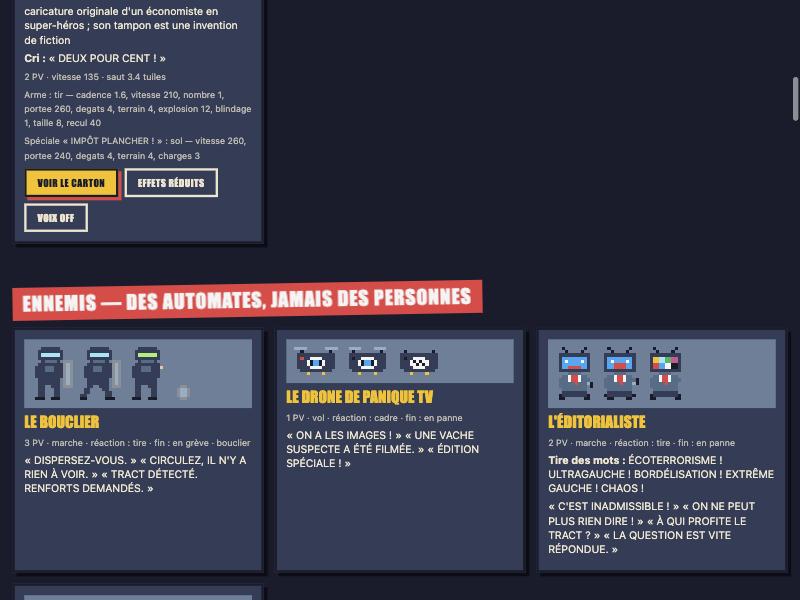 caricature originale d'un économiste en
super-héros ; son tampon est une invention
de fiction
Cri : « DEUX POUR CENT ! »
2 PV · vitesse 135 · saut 3.4 tuiles
Arme : tir — cadence 1.6, vitesse 210, nombre 1,
portee 260, degats 4, terrain 4, explosion 12, blindage
1, taille 8, recul 40
Spéciale « IMPÔT PLANCHER ! » : sol — vitesse 260,
portee 240, degats 4, terrain 4, charges 3
VOIR LE CARTON
EFFETS RÉDUITS
VOIX OFF
ENNEMIS — DES AUTOMATES, JAMAIS DES PERSONNES
LE BOUCLIER
3 PV · marche · réaction : tire · fin : en grève · bouclier
« DISPERSEZ-VOUS. » « CIRCULEZ, IL N'Y A
RIEN À VOIR. » « TRACT DÉTECTÉ.
RENFORTS DEMANDÉS. »
LE DRONE DE PANIQUE TV
1 PV · vol · réaction : cadre · fin : en panne
« ON A LES IMAGES ! » « UNE VACHE
SUSPECTE A ÉTÉ FILMÉE. » « ÉDITION
SPÉCIALE ! »
L'ÉDITORIALISTE
2 PV · marche · réaction : tire · fin : en panne
Tire des mots : ÉCOTERRORISME !
ULTRAGAUCHE ! BORDÉLISATION ! EXTRÊME
GAUCHE ! CHAOS !
« C'EST INADMISSIBLE ! » « ON NE PEUT
PLUS RIEN DIRE ! » « À QUI PROFITE LE
TRACT ? » « LA QUESTION EST VITE
RÉPONDUE. »